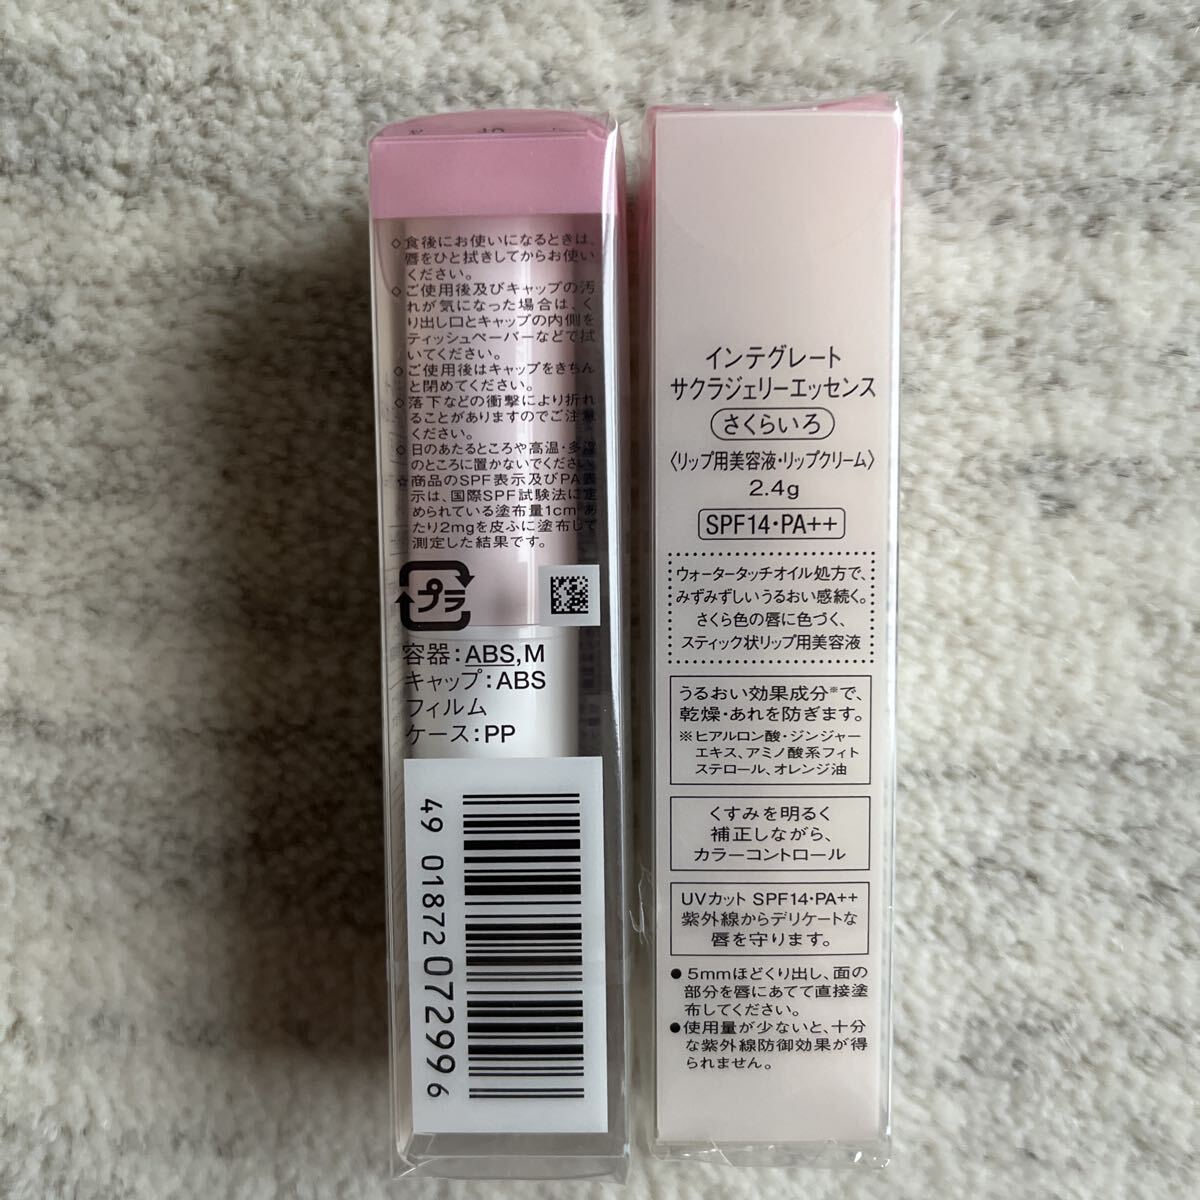 ◇食後にお使いになるときは、
唇をひと拭きしてからお使い
ください。
◇ご使用後及びキャップの汚
れが気になった場合は、く
り出し口とキャップの内側を
ティッシュペーパーなどで拭
いてください。
◇ご使用後はキャップをきちん
と閉めてください。
◇落下などの衝撃により折れ
ることがありますのでご注意
ください。
◇日のあたるところや高温・多湿
のところに置かないでください。
☆商品のSPF表示及びPA表
示は、国際SPF試験法に定
められている塗布量1cm²あ
たり2mgを皮ふに塗布して
測定した結果です。
プラ
容器:ABS,M
キャップ:ABS
フィルム
ケース:PP
49 01872 07299 6
インテグレート
サクラジェリーエッセンス
さくらいろ
〈リップ用美容液・リップクリーム〉
2.4g
SPF14・PA++
ウォータータッチオイル処方で、
みずみずしいうるおい感続く。
さくら色の唇に色づく、
スティック状リップ用美容液
うるおい効果成分※で、
乾燥・あれを防ぎます。
※ヒアルロン酸・ジンジャー
エキス、アミノ酸系フィト
ステロール、オレンジ油
くすみを明るく
補正しながら、
カラーコントロール
UVカット SPF14・PA++
紫外線からデリケートな
唇を守ります。
●5mmほどくり出し、面の
部分を唇にあてて直接塗
布してください。
●使用量が少ないと、十分
な紫外線防御効果が得
られません。